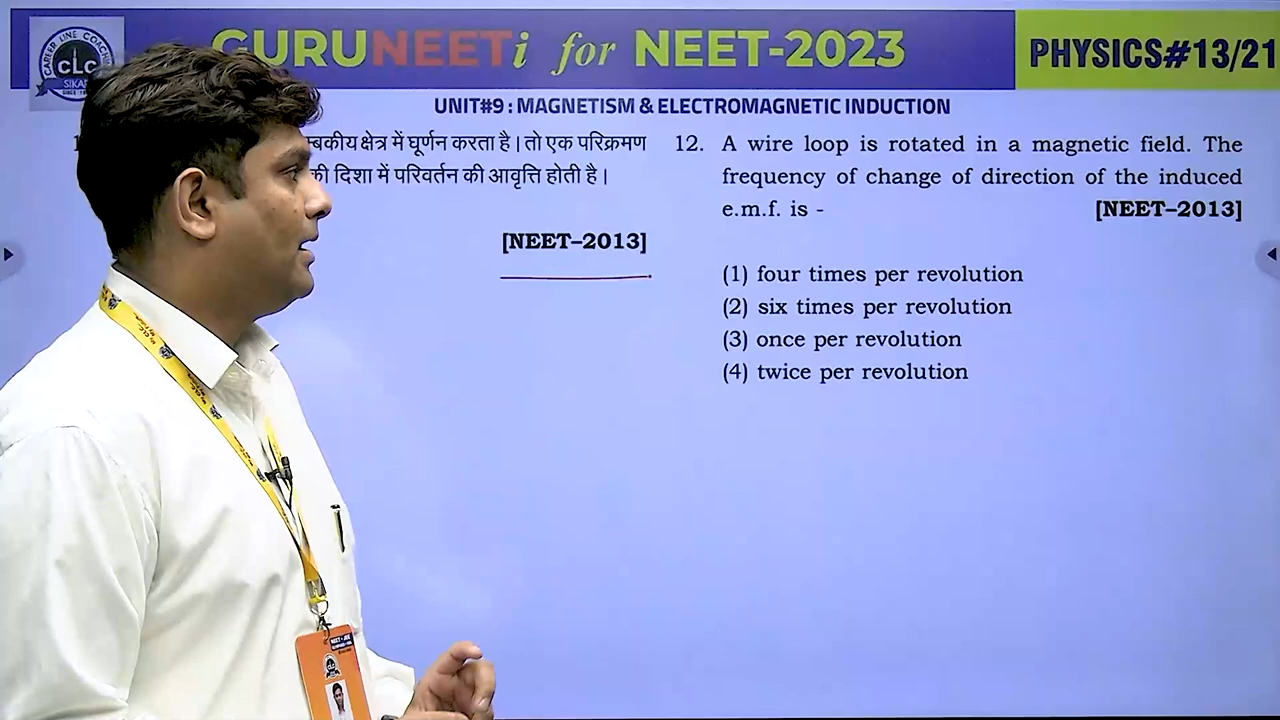 GURUNEETi for NEET-2023
PHYSICS#13/21
CLC
SIKAR
UNIT#9 : MAGNETISM & ELECTROMAGNETIC INDUCTION
क्षेत्र में घूर्णन करता है। तो एक परिक्रमण
की दिशा में परिवर्तन की आवृत्ति होती है।
[NEET–2013]
12. A wire loop is rotated in a magnetic field. The
frequency of change of direction of the induced
e.m.f. is - [NEET–2013]
(1) four times per revolution
(2) six times per revolution
(3) once per revolution
(4) twice per revolution